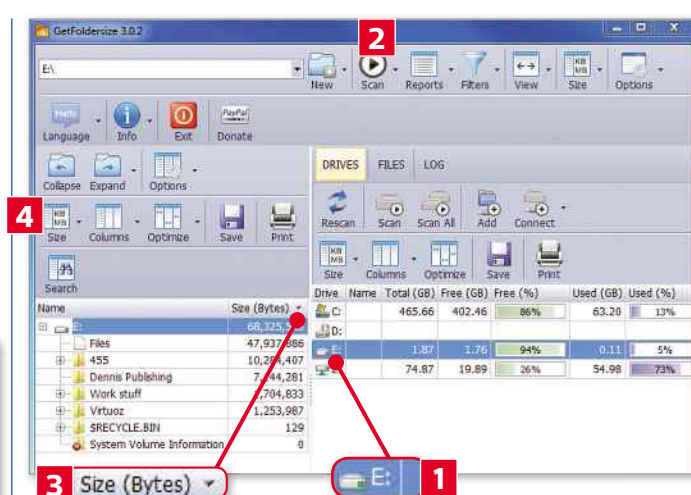 GetFoldersize 3.0.2
2
E:\
New Scan Reports Filters View Size Options
Language Info Exit Donate
Collapse Expand Options
4
Size Columns Optimize Save Print
Search
Name Size (Bytes)
E:
Files
455 10,
Dennis Publishing
Work stuff
Virtuoz 1,253,987
$RECYCLE.BIN 129
System Volume Information 0
DRIVES FILES LOG
Rescan Scan Scan All Add Connect
Size Columns Optimize Save Print
Drive Name Total (GB) Free (GB) Free (%) Used (GB) Used (%)
C: 465.66 402.46 86% 63.20 13%
D:
E: 1.87 1.76 94% 0.11 5%
74.87 19.89 26% 54.98 73%
3 Size (Bytes)
E: 1